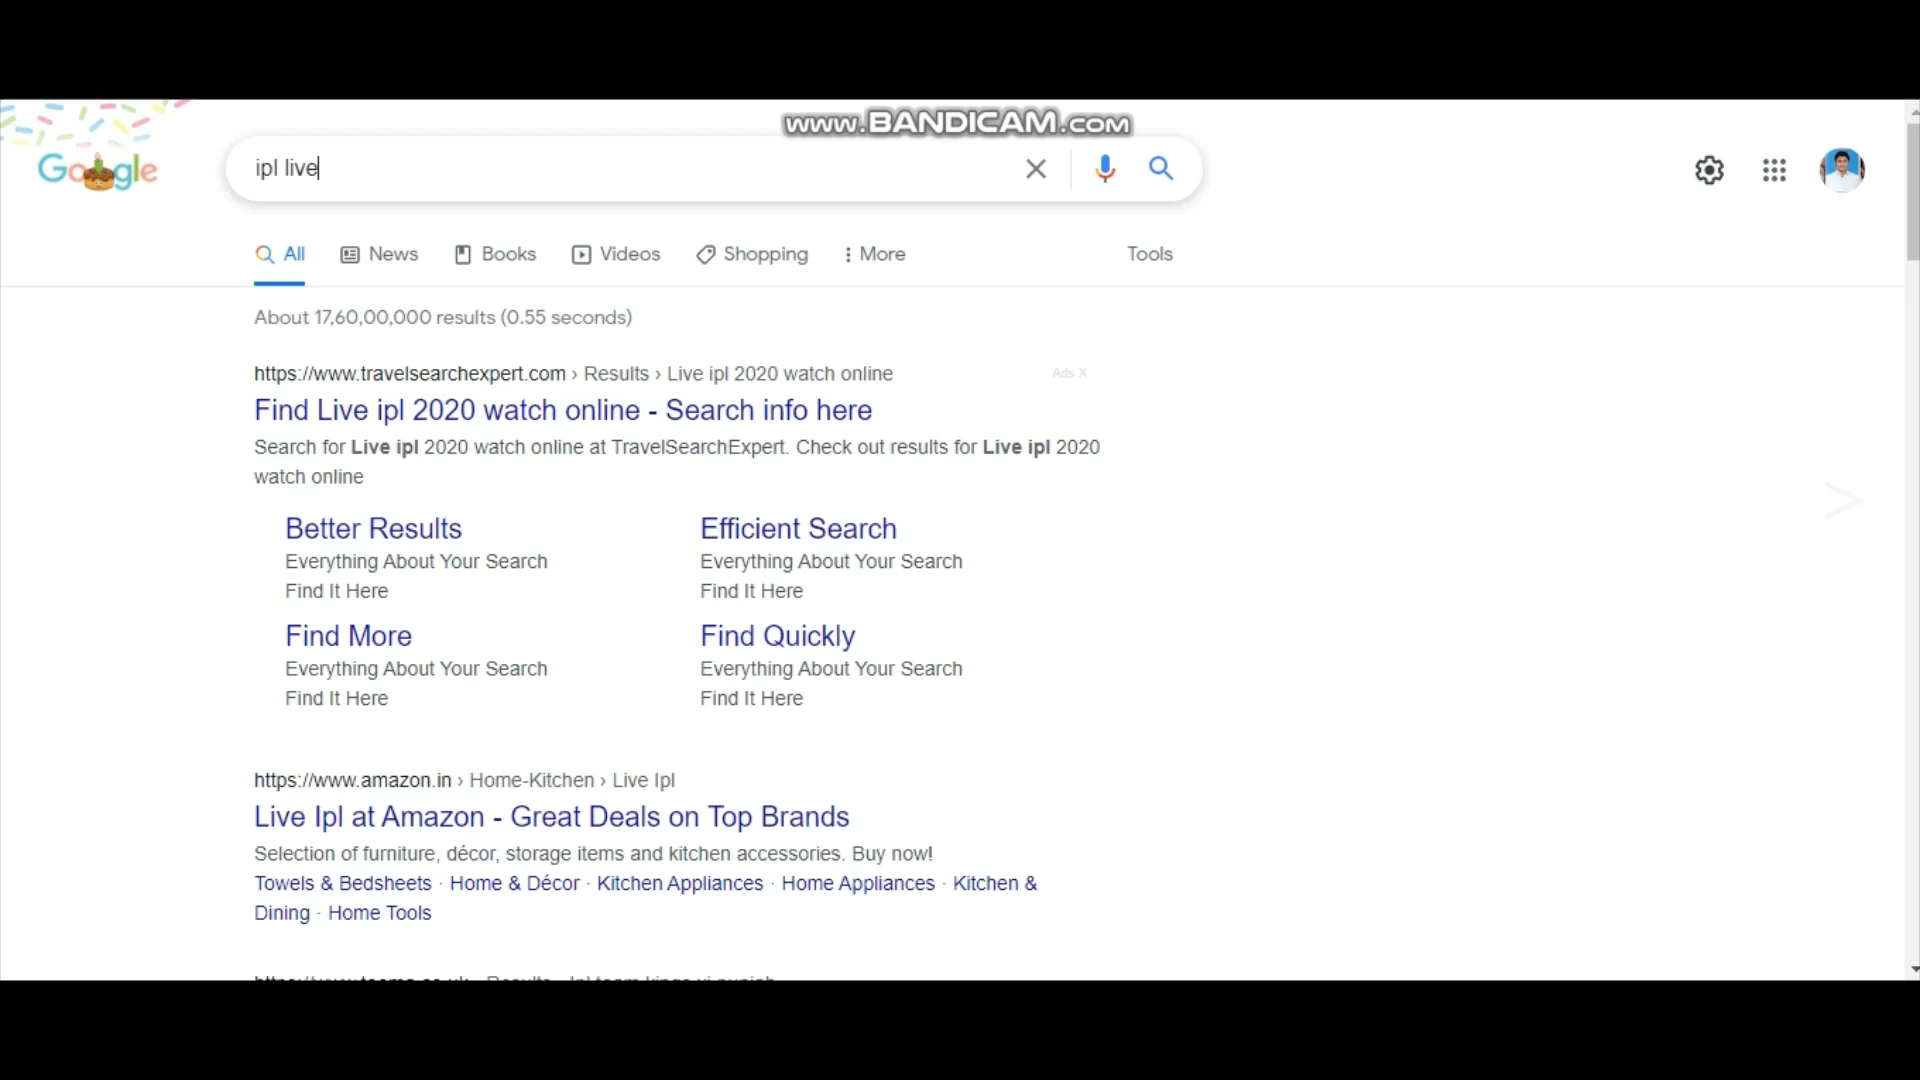 www.BANDICAM.com
Google
ipl live
All
News
Books
Videos
Shopping
More
Tools
About 17,60,00,000 results (0.55 seconds)
https://www.travelsearchexpert.com › Results › Live ipl 2020 watch online
Ads X
Find Live ipl 2020 watch online - Search info here
Search for Live ipl 2020 watch online at TravelSearchExpert. Check out results for Live ipl 2020
watch online
Better Results
Everything About Your Search
Find It Here
Efficient Search
Everything About Your Search
Find It Here
Find More
Everything About Your Search
Find It Here
Find Quickly
Everything About Your Search
Find It Here
https://www.amazon.in › Home-Kitchen › Live Ipl
Live Ipl at Amazon - Great Deals on Top Brands
Selection of furniture, décor, storage items and kitchen accessories. Buy now!
Towels & Bedsheets · Home & Décor · Kitchen Appliances · Home Appliances · Kitchen &
Dining · Home Tools